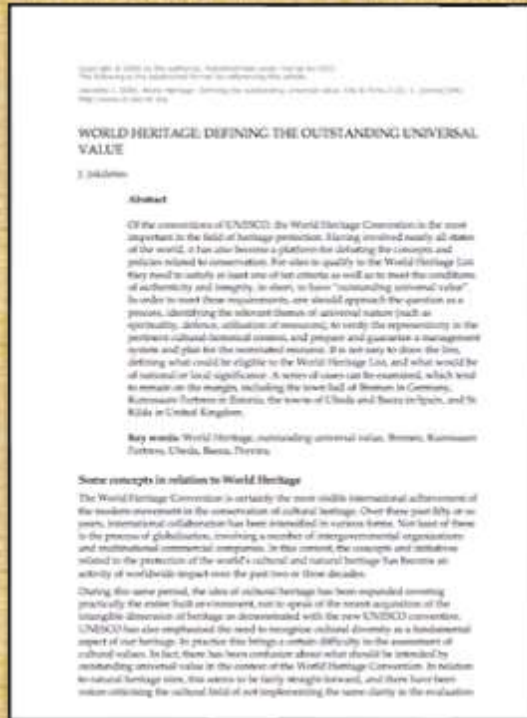 WORLD HERITAGE: DEFINING THE OUTSTANDING UNIVERSAL
VALUE
J. Jokilehto
Abstract
Of the conventions of UNESCO, the World Heritage Convention is the most
important in the field of heritage protection. Having involved nearly all states
of the world, it has also become a platform for debating the concepts and
policies related to conservation. For sites to qualify to the World Heritage List
they need to satisfy at least one of ten criteria as well as to meet the conditions
of authenticity and integrity, in short, to have "outstanding universal value".
In order to meet these requirements, one should approach the question as a
process, identifying the relevant themes of universal nature (such as
spirituality, defence, utilisation of resources), to verify the representivity in the
pertinent cultural-historical context, and prepare and guarantee a management
system and plan for the nominated resource. It is not easy to draw the line,
defining what could be eligible to the World Heritage List, and what would be
of national or local significance. A series of cases can be examined, which tend
to remain on the margin, including the town hall of Bremen in Germany,
Kuressaare Fortress in Estonia, the towns of Ubeda and Baeza in Spain, and St
Kilda in United Kingdom.
Key words: World Heritage, outstanding universal value, Bremen, Kuressaare
Fortress, Ubeda, Baeza,
Some concepts in relation to World Heritage
The World Heritage Convention is certainly the most visible international achievement of
the modern movement in the conservation of cultural heritage. Over these past fifty or so
years, international collaboration has been intensified in various forms. Not least of these
is the process of globalisation, involving a number of intergovernmental organisations
and multinational commercial companies. In this context, the concepts and initiatives
related to the protection of the world's cultural and natural heritage has become an
activity of worldwide impact over the past two or three decades.
During this same period, the idea of cultural heritage has been expanded covering
practically the entire built environment, not to speak of the recent acquisition of the
intangible dimension of heritage as demonstrated with the new UNESCO convention.
UNESCO has also emphasised the need to recognise cultural diversity as a fundamental
aspect of our heritage. In practice this brings a certain difficulty in the assessment of
cultural values. In fact, there has been confusion about what should be intended by
outstanding universal value in the context of the World Heritage Convention. In relation
to natural heritage sites, this seems to be fairly straight-forward, and there have been
voices criticising the cultural field of not implementing the same clarity in the evaluation